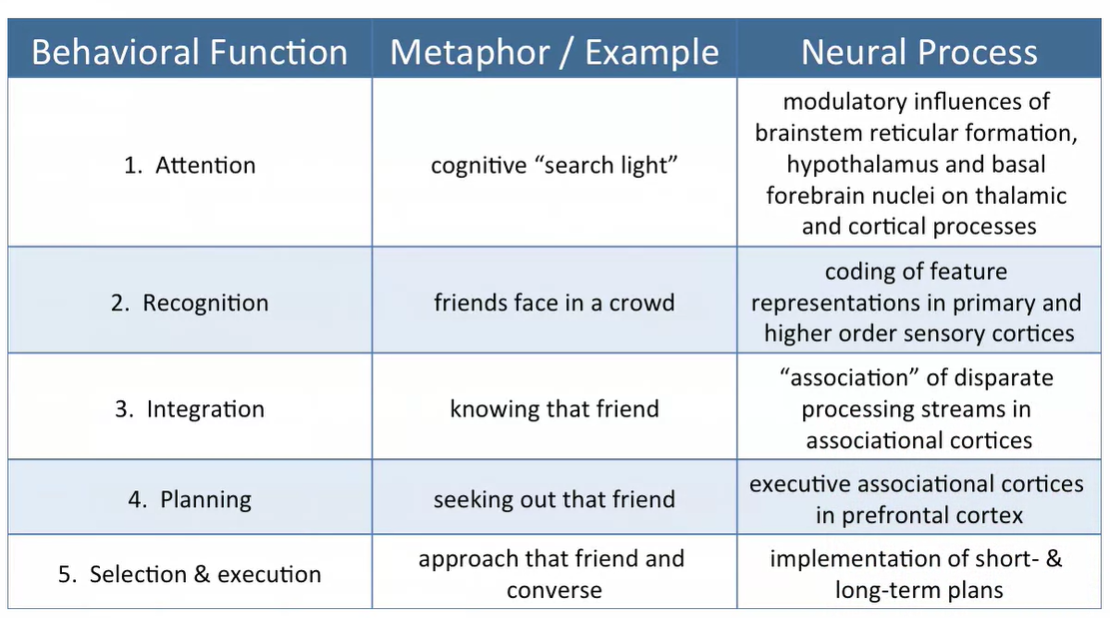 Behavioral Function Metaphor / Example Neural Process
1. Attention
cognitive “search light”
modulatory influences of
brainstem reticular formation,
hypothalamus and basal
forebrain nuclei on thalamic
and cortical processes
2. Recognition
friends face in a crowd
coding of feature
representations in primary and
higher order sensory cortices
3. Integration
knowing that friend
“association” of disparate
processing streams in
associational cortices
4. Planning
seeking out that friend
executive associational cortices
in prefrontal cortex
5. Selection & execution
approach that friend and
converse
implementation of short- &
long-term plans